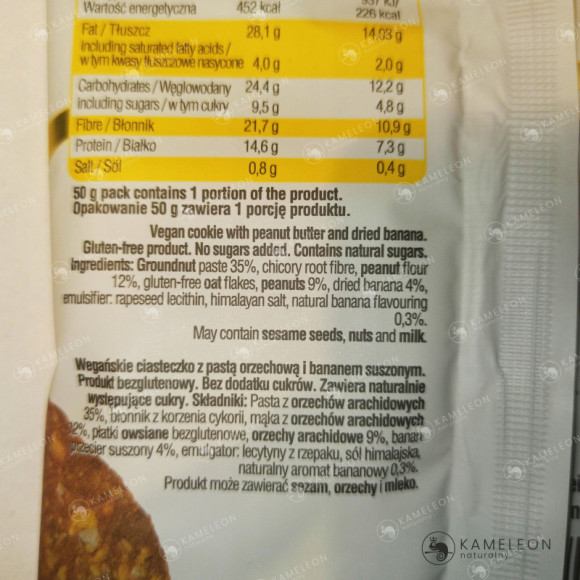 Wartość energetyczna 452 kcal 937 kJ/
226 kcal
Fat / Tłuszcz 28,1 g 14,03 g
including saturated fatty acids /
w tym kwasy tłuszczowe nasycone 4,0 g 2,0 g
Carbohydrates / Węglowodany 24,4 g 12,2 g
including sugars / w tym cukry 9,5 g 4,8 g
Fibre / Błonnik 21,7 g 10,9 g
Protein / Białko 14,6 g 7,3 g
Salt / Sól 0,8 g 0,4 g
50 g pack contains 1 portion of the product.
Opakowanie 50 g zawiera 1 porcję produktu.
Vegan cookie with peanut butter and dried banana.
Gluten-free product. No sugars added. Contains natural sugars.
Ingredients: Groundnut paste 35%, chicory root fibre, peanut flour
12%, gluten-free oat flakes, peanuts 9%, dried banana 4%,
emulsifier: rapeseed lecithin, himalayan salt, natural banana flavouring
0,3%.
May contain sesame seeds, nuts and milk.
Wegańskie ciasteczko z pastą orzechową i bananem suszonym.
Produkt bezglutenowy. Bez dodatku cukrów. Zawiera naturalnie
występujące cukry. Składniki: Pasta z orzechów arachidowych
35%, błonnik z korzenia cykorii, mąka z orzechów arachidowych
12%, płatki owsiane bezglutenowe, orzechy arachidowe 9%, banan
przecier suszony 4%, emulgator: lecytyny z rzepaku, sól himalajska,
naturalny aromat bananowy 0,3%.
Produkt może zawierać sezam, orzechy i mleko.
KAMELEON
naturalny